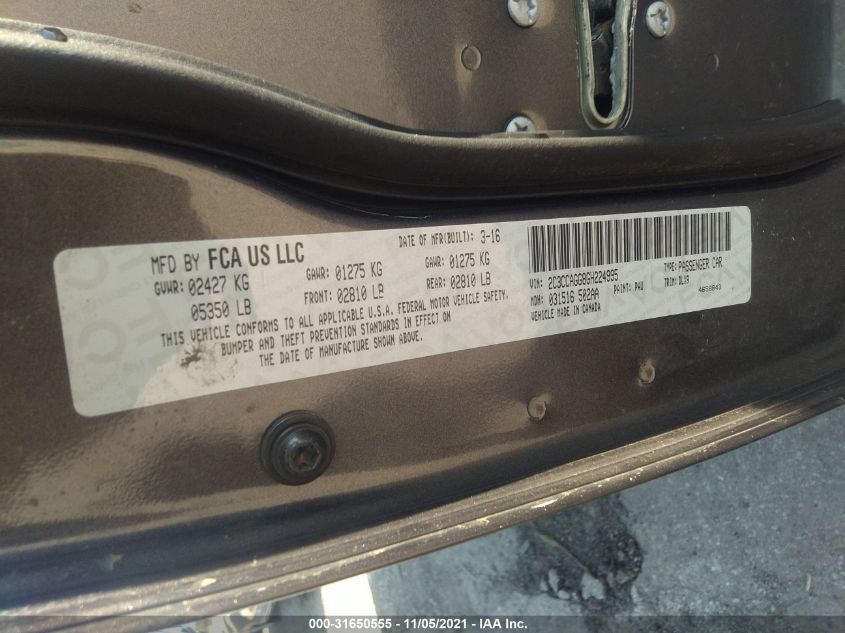 MFD BY FCA US LLC
DATE OF MFR(BUILT): 3-16
GVWR: 02427 KG
GAWR: 01275 KG
GAWR: 01275 KG
05350 LB
FRONT: 02810 LB
REAR: 02810 LB
THIS VEHICLE CONFORMS TO ALL APPLICABLE U.S.A. FEDERAL MOTOR VEHICLE SAFETY,
BUMPER AND THEFT PREVENTION STANDARDS IN EFFECT ON
THE DATE OF MANUFACTURE SHOWN ABOVE.
VIN: 2C3CCAGG8GH224995
TYPE: PASSENGER CAR
MDH: 031516 502AA
PAINT: PAU
TRIM: DLX9
VEHICLE MADE IN CANADA
000-31650555 - 11/05/2021 - IAA Inc.